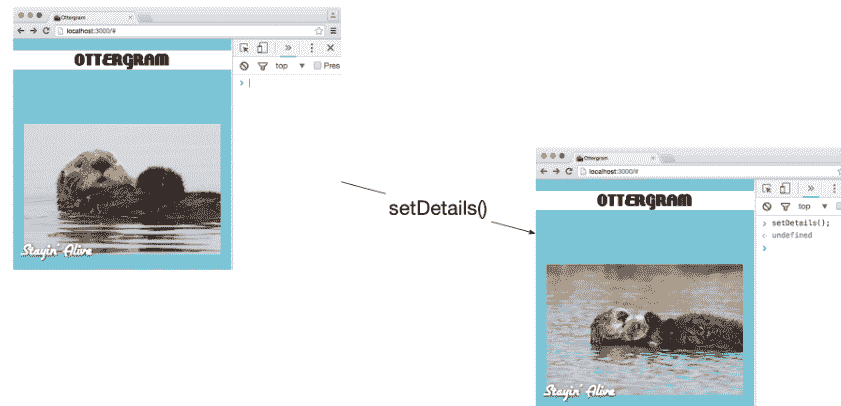 Ottergram
localhost:3000/#
OTTERGRAM
top
Pres
Stayin' Alive
setDetails()
Ottergram
localhost:3000/#
OTTERGRAM
top
setDetails();
undefined
Stayin' Alive